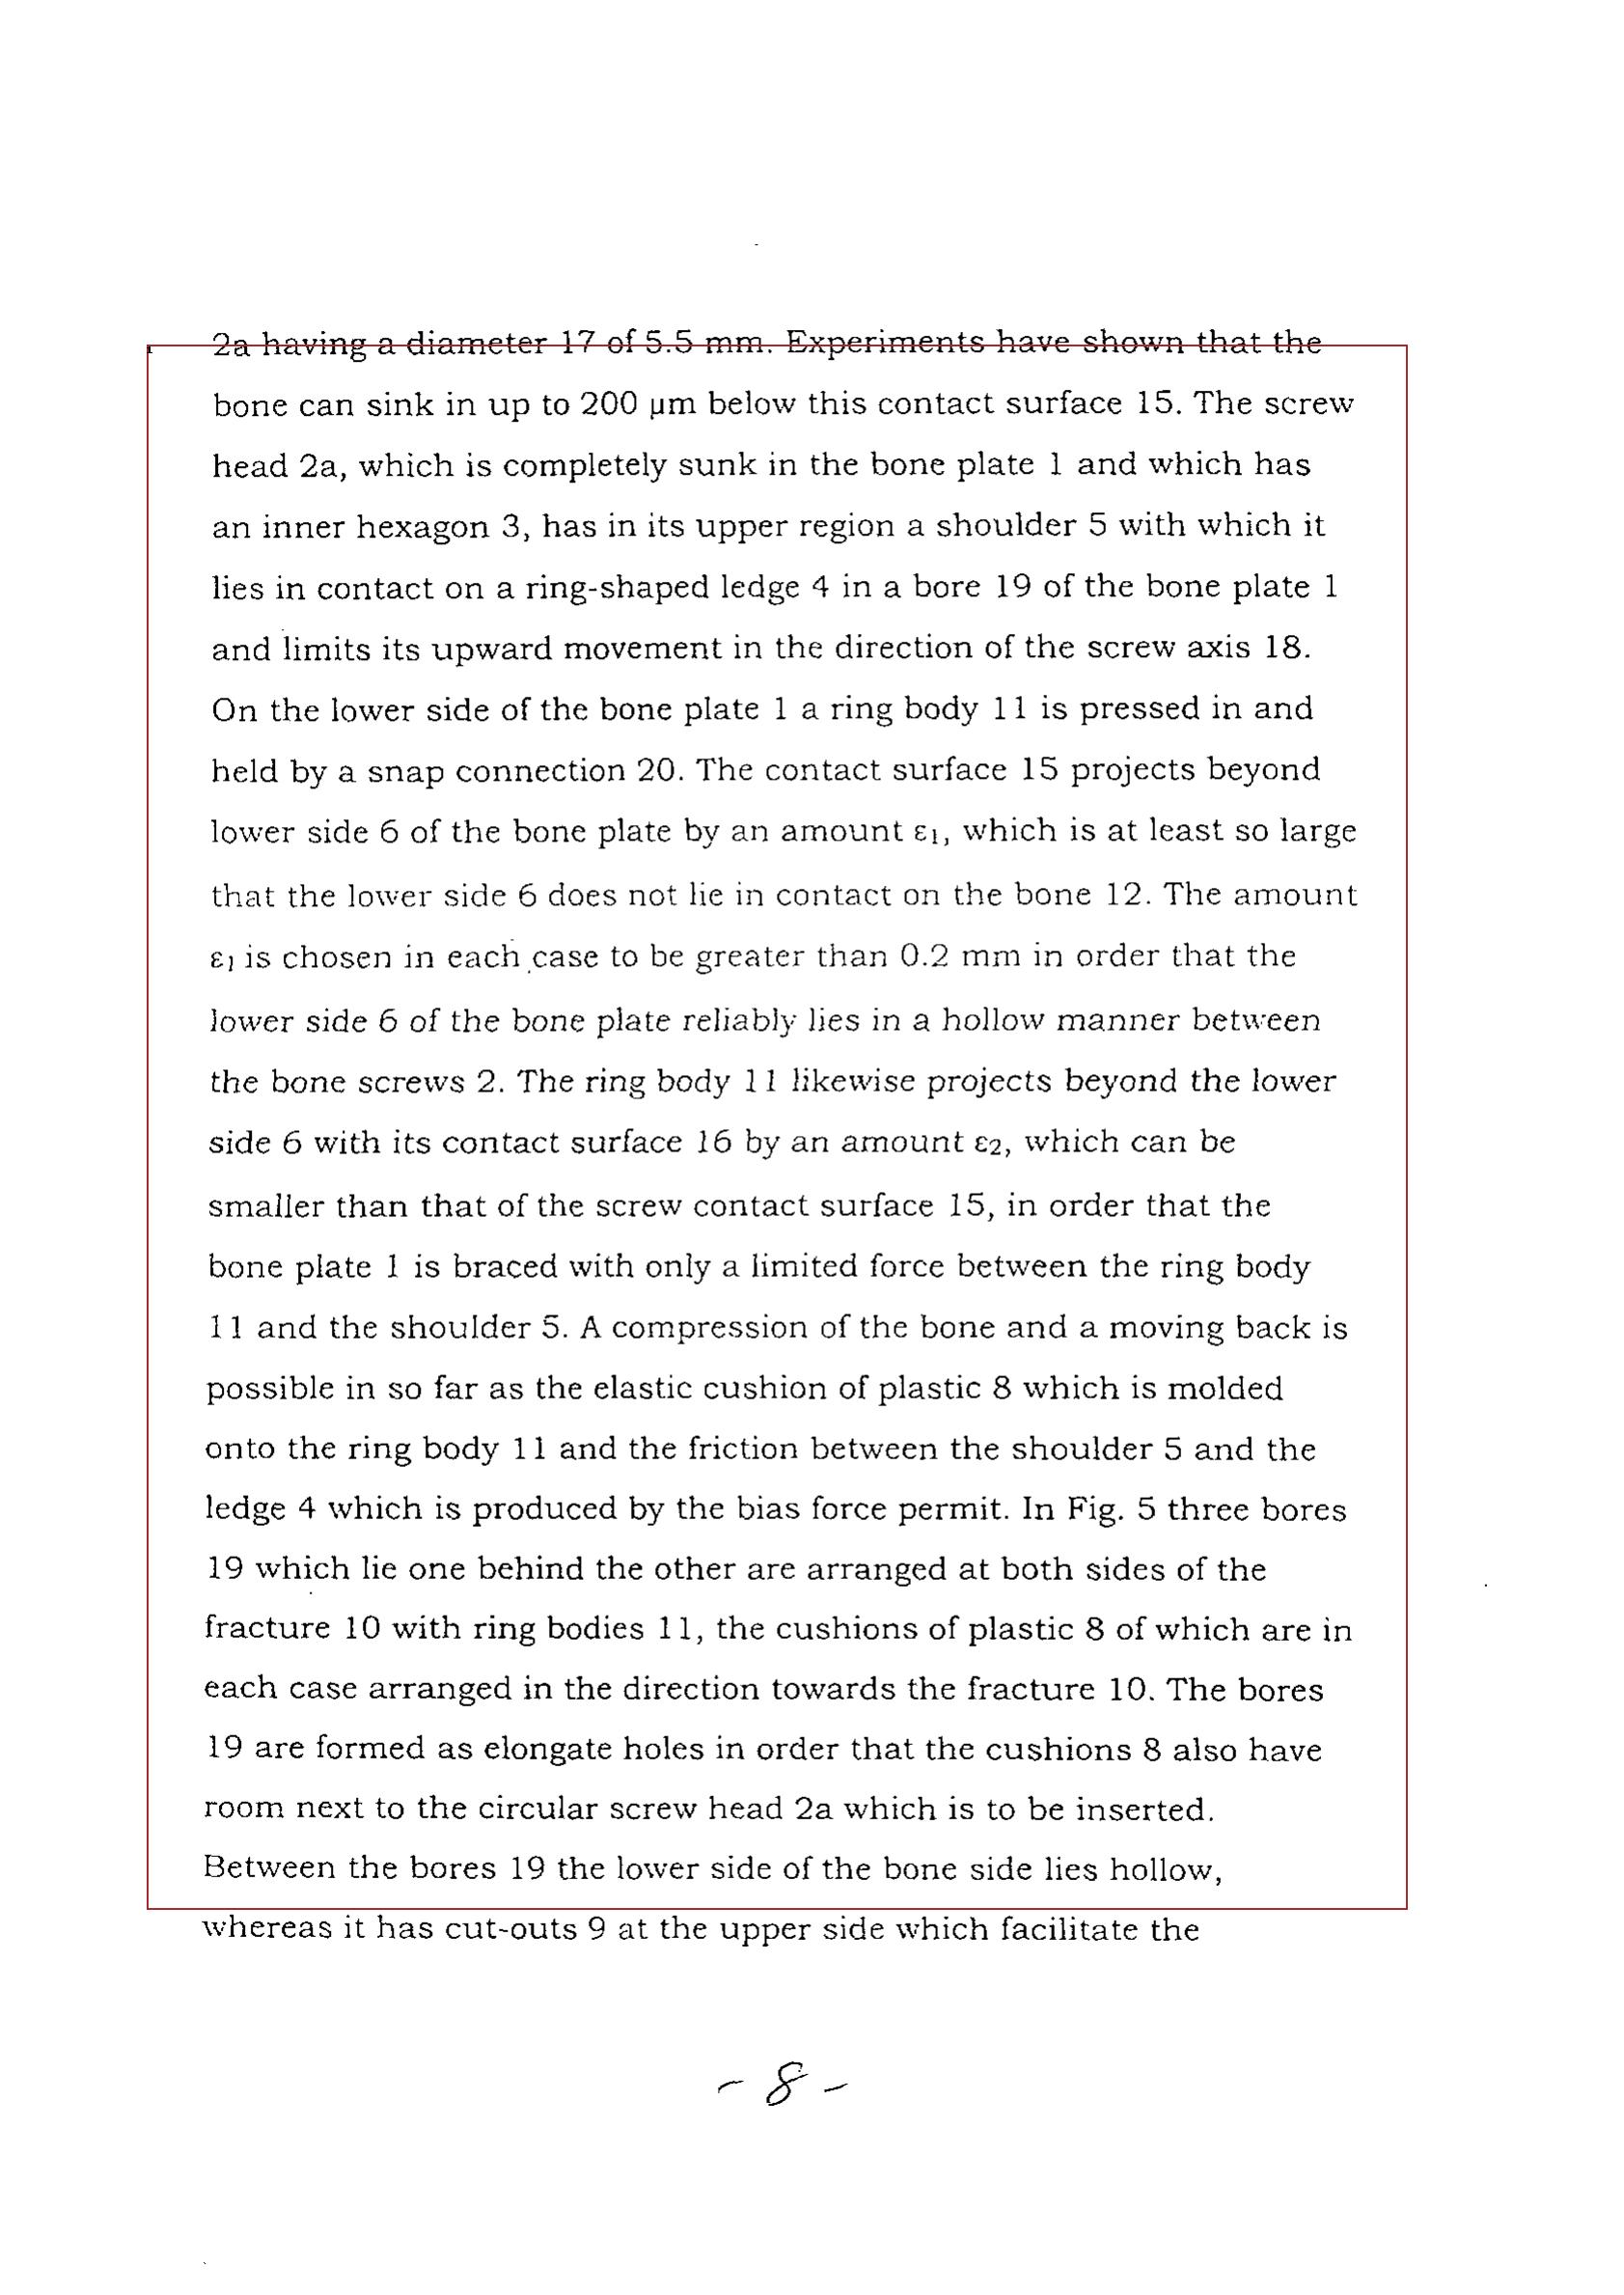 2a having a diameter 17 of 5.5 mm. Experiments have shown that the
bone can sink in up to 200 µm below this contact surface 15. The screw
head 2a, which is completely sunk in the bone plate 1 and which has
an inner hexagon 3, has in its upper region a shoulder 5 with which it
lies in contact on a ring-shaped ledge 4 in a bore 19 of the bone plate 1
and limits its upward movement in the direction of the screw axis 18.
On the lower side of the bone plate 1 a ring body 11 is pressed in and
held by a snap connection 20. The contact surface 15 projects beyond
lower side 6 of the bone plate by an amount ε₁, which is at least so large
that the lower side 6 does not lie in contact on the bone 12. The amount
ε₁ is chosen in each case to be greater than 0.2 mm in order that the
lower side 6 of the bone plate reliably lies in a hollow manner between
the bone screws 2. The ring body 11 likewise projects beyond the lower
side 6 with its contact surface 16 by an amount ε₂, which can be
smaller than that of the screw contact surface 15, in order that the
bone plate 1 is braced with only a limited force between the ring body
11 and the shoulder 5. A compression of the bone and a moving back is
possible in so far as the elastic cushion of plastic 8 which is molded
onto the ring body 11 and the friction between the shoulder 5 and the
ledge 4 which is produced by the bias force permit. In Fig. 5 three bores
19 which lie one behind the other are arranged at both sides of the
fracture 10 with ring bodies 11, the cushions of plastic 8 of which are in
each case arranged in the direction towards the fracture 10. The bores
19 are formed as elongate holes in order that the cushions 8 also have
room next to the circular screw head 2a which is to be inserted.
Between the bores 19 the lower side of the bone side lies hollow,
whereas it has cut-outs 9 at the upper side which facilitate the
- 8 -